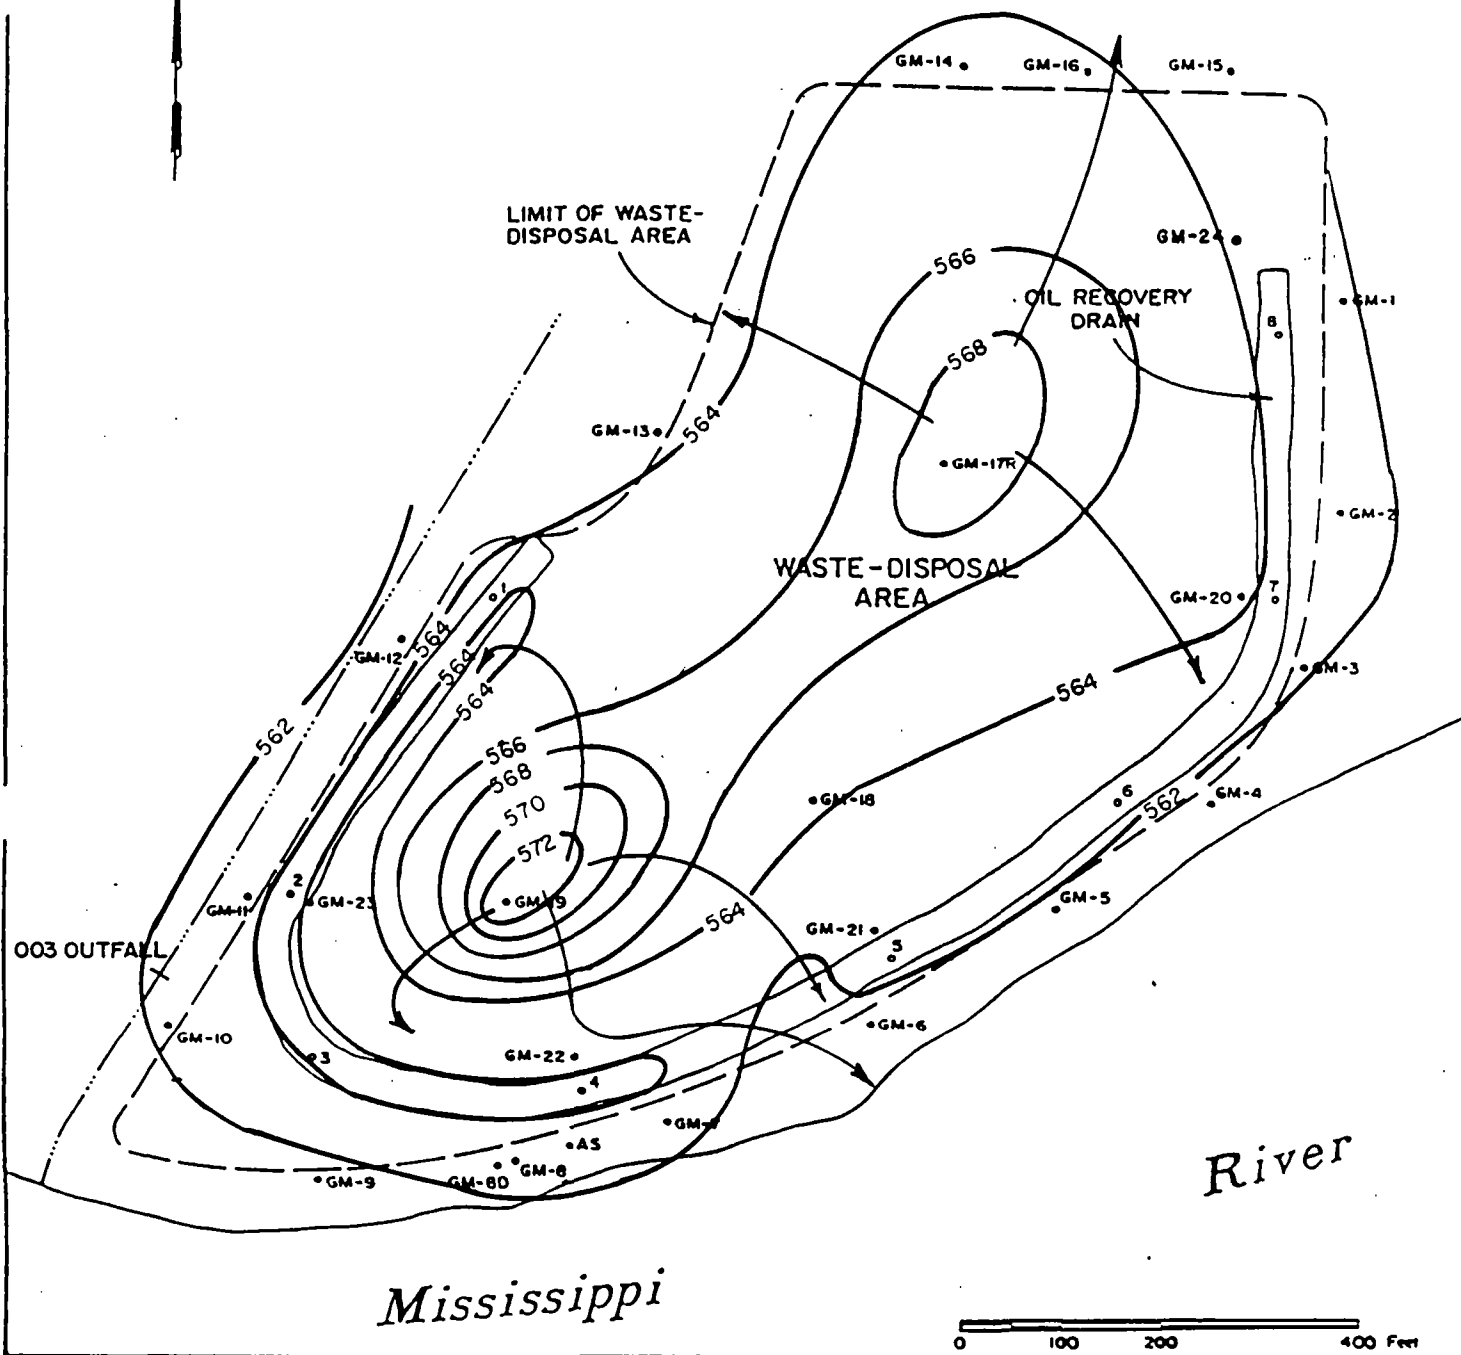 GM-14
GM-16
GM-15
LIMIT OF WASTE-
DISPOSAL AREA
GM-24
566
OIL RECOVERY
DRAIN
GM-1
8
568
564
GM-13
GM-17R
GM-2
WASTE-DISPOSAL
AREA
1
GM-20
7
GM-12
564
564
564
GM-3
564
562
566
568
570
572
GM-18
6
562
GM-4
2
GM-11
GM-23
GM-19
GM-5
564
GM-21
5
003 OUTFALL
GM-10
GM-6
3
GM-22
4
GM-7
AS
GM-8
GM-8D
GM-9
River
Mississippi
0 100 200 400 Feet